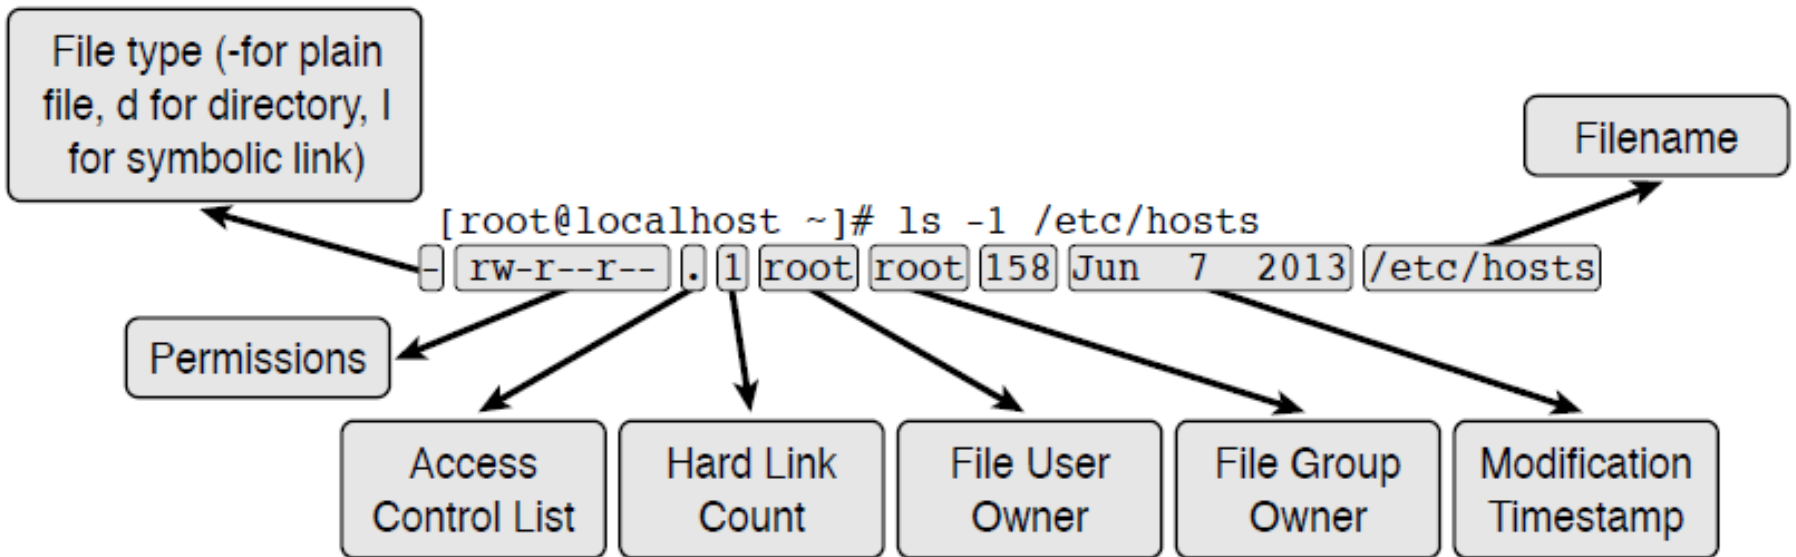 File type (-for plain
file, d for directory, l
for symbolic link)
Filename
[root@localhost ~]# ls -1 /etc/hosts
- rw-r--r-- . 1 root root 158 Jun 7 2013 /etc/hosts
Permissions
Access
Control List
Hard Link
Count
File User
Owner
File Group
Owner
Modification
Timestamp